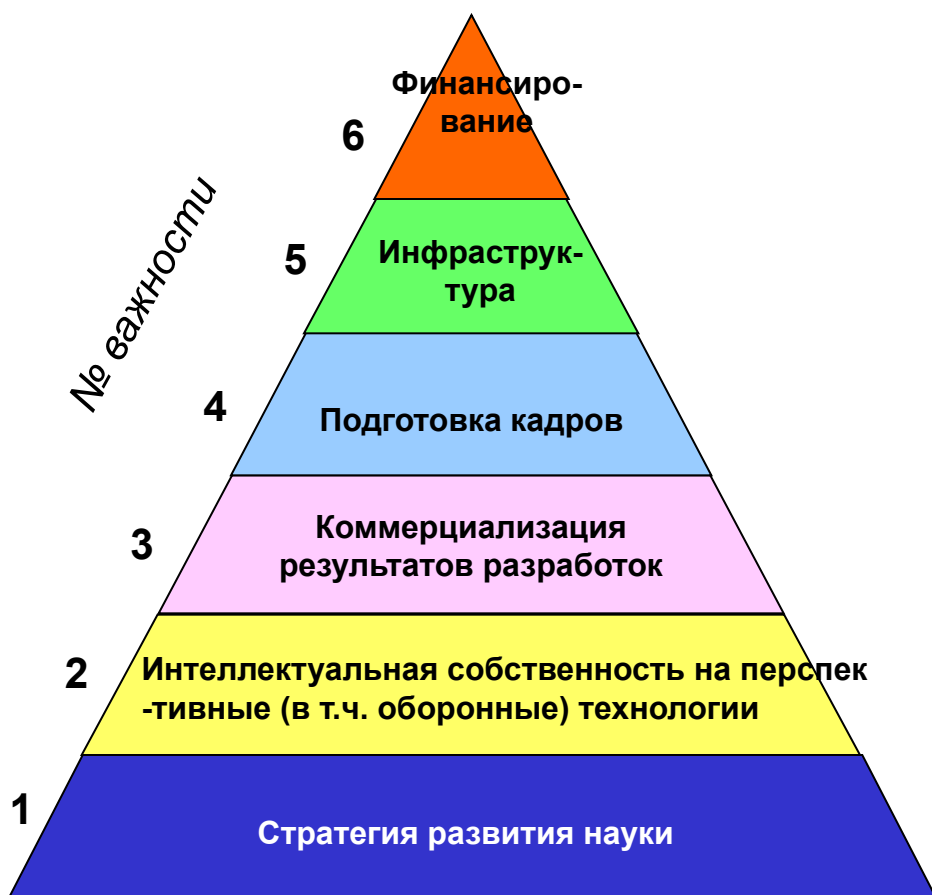 Финансиро-
вание
6
№ важности
5
Инфраструк-
тура
4
Подготовка кадров
3
Коммерциализация
результатов разработок
2
Интеллектуальная собственность на перспек
-тивные (в т.ч. оборонные) технологии
1
Стратегия развития науки